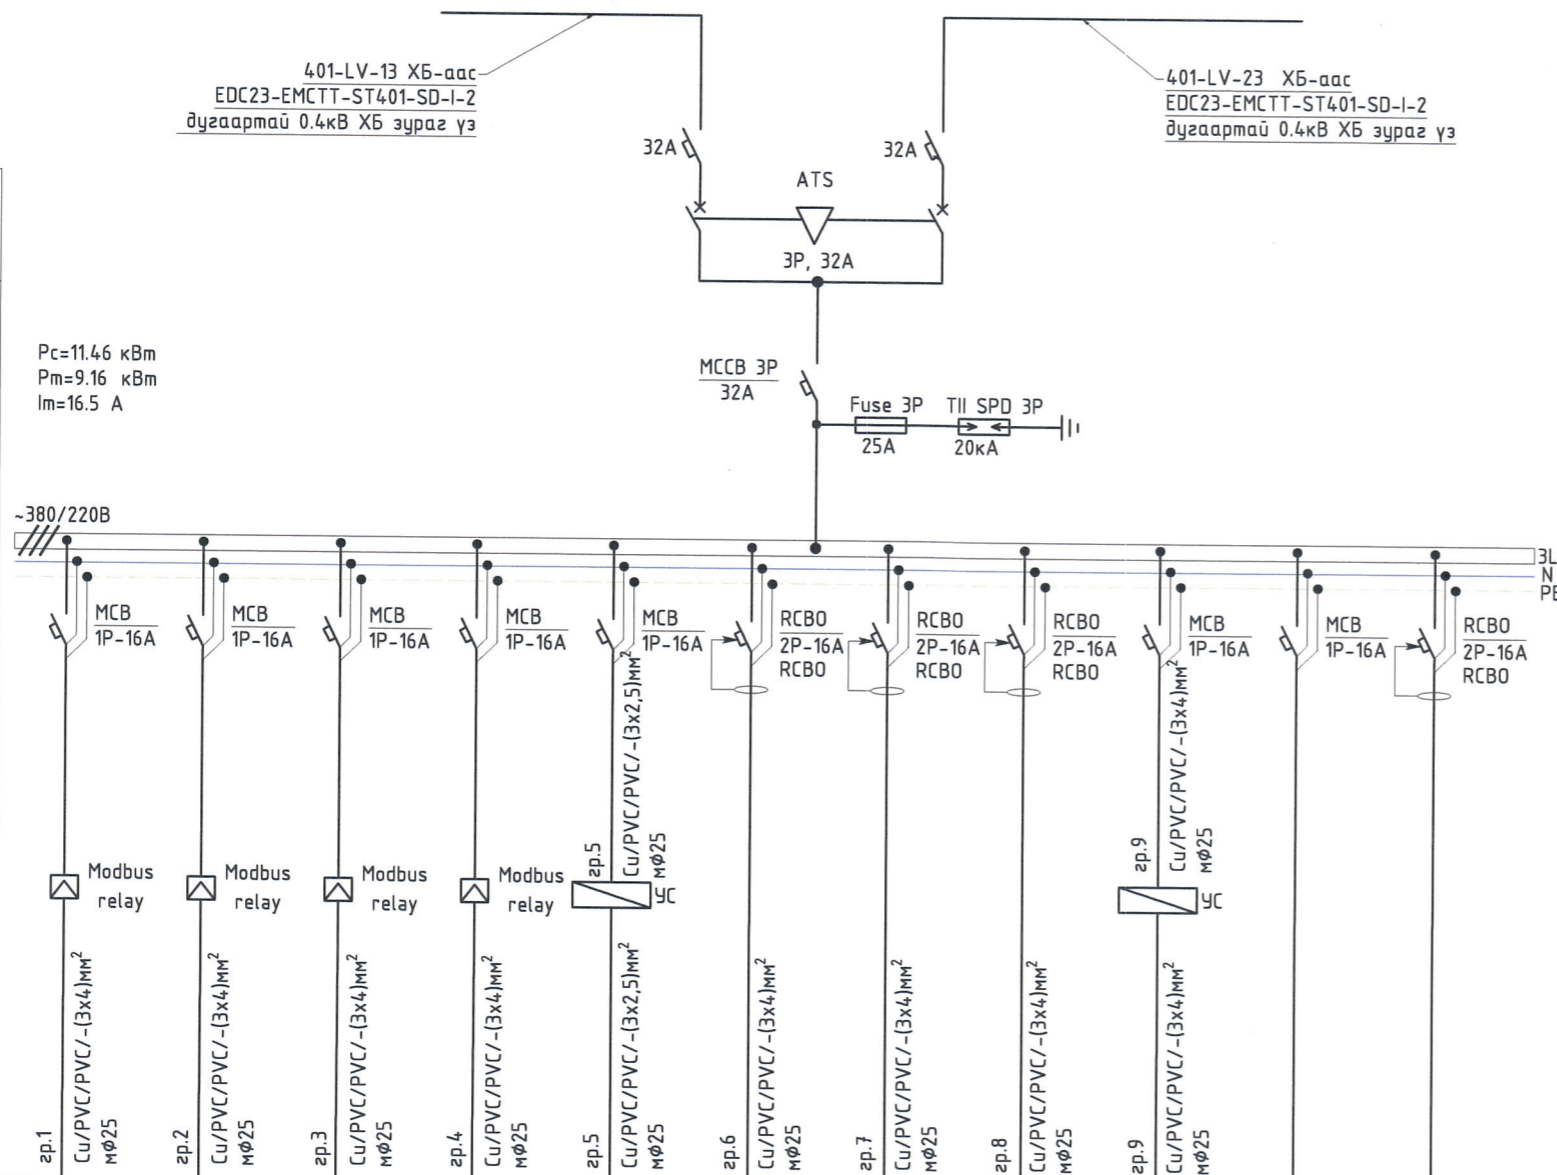 401-LV-13 ХБ-аас
EDC23-EMCTT-ST401-SD-I-2
дугаартай 0.4кВ ХБ зураг үз
401-LV-23 ХБ-аас
EDC23-EMCTT-ST401-SD-I-2
дугаартай 0.4кВ ХБ зураг үз
32A
32A
ATS
3P, 32A
Pc=11.46 кВт
Pm=9.16 кВт
Im=16.5 A
MCCB 3P
32A
Fuse 3P
25A
TII SPD 3P
20кА
~380/220В
3L
N
PE
MCB
1P-16A
MCB
1P-16A
MCB
1P-16A
MCB
1P-16A
MCB
1P-16A
RCBO
2P-16A
RCBO
RCBO
2P-16A
RCBO
RCBO
2P-16A
RCBO
MCB
1P-16A
MCB
1P-16A
RCBO
2P-16A
RCBO
Modbus
relay
Modbus
relay
Modbus
relay
Modbus
relay
гр.5
Cu/PVC/PVC/-(3x2,5)мм²
мф25
УС
гр.9
Cu/PVC/PVC/-(3x4)мм²
мф25
УС
гр.1
Cu/PVC/PVC/-(3x4)мм²
мф25
гр.2
Cu/PVC/PVC/-(3x4)мм²
мф25
гр.3
Cu/PVC/PVC/-(3x4)мм²
мф25
гр.4
Cu/PVC/PVC/-(3x4)мм²
мф25
гр.5
Cu/PVC/PVC/-(3x2,5)мм²
мф25
гр.6
Cu/PVC/PVC/-(3x4)мм²
мф25
гр.7
Cu/PVC/PVC/-(3x4)мм²
мф25
гр.8
Cu/PVC/PVC/-(3x4)мм²
мф25
гр.9
Cu/PVC/PVC/-(3x4)мм²
мф25